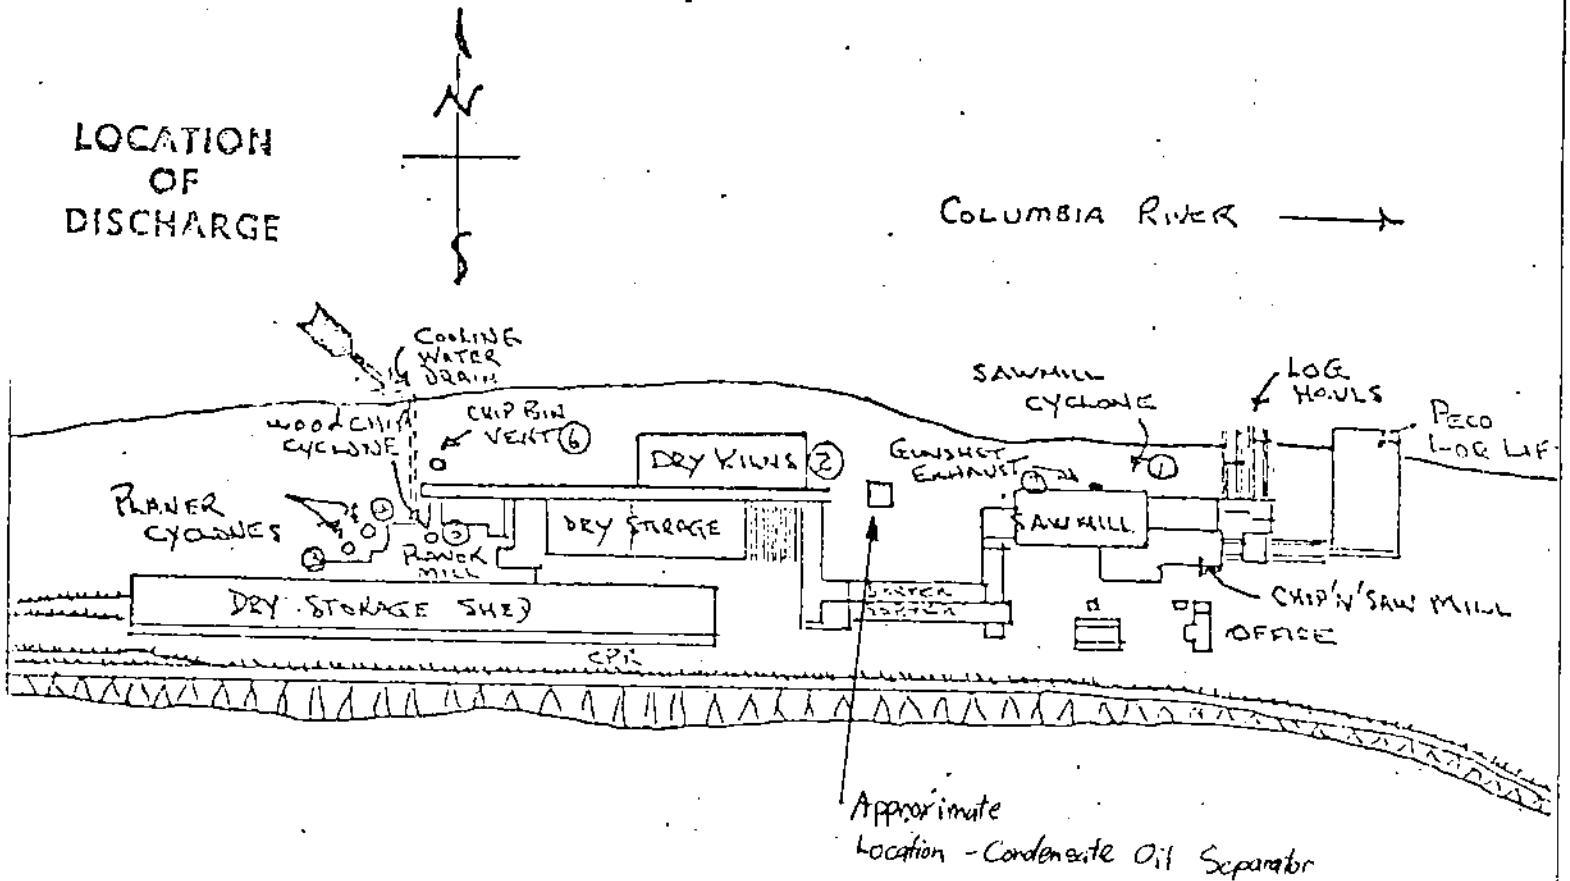 N
LOCATION
OF
DISCHARGE
S
COLUMBIA RIVER
COOLING
WATER
DRAIN
WOOD CHIP
CYCLONE
CHIP BIN
VENT 6
DRY KILNS 2
SAWMILL
CYCLONE
1
LOG
HAULS
PECO
LOG LIF
EXHAUST
PLANER
CYCLONES
PLANER
MILL
DRY STORAGE
SAWMILL
DRY STORAGE SHED
SORTER
CHIP'N'SAW MILL
OFFICE
CPR
Approximate
Location - Condensate Oil Separator